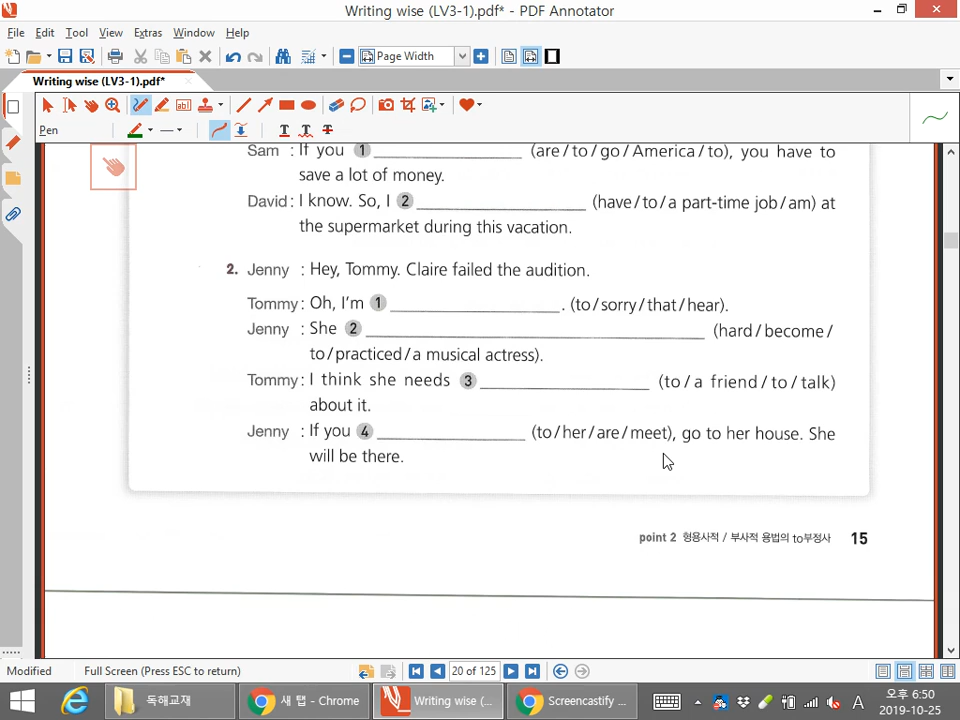 Writing wise (LV3-1).pdf* - PDF Annotator
File Edit Tool View Extras Window Help
Page Width
Writing wise (LV3-1).pdf*
Pen
Sam : If you 1 ________ (are / to / go / America / to), you have to
save a lot of money.
David : I know. So, I 2 ________ (have / to / a part-time job / am) at
the supermarket during this vacation.
2. Jenny : Hey, Tommy. Claire failed the audition.
Tommy : Oh, I'm 1 ________. (to / sorry / that / hear).
Jenny : She 2 ________ (hard / become /
to / practiced / a musical actress).
Tommy : I think she needs 3 ________ (to / a friend / to / talk)
about it.
Jenny : If you 4 ________ (to / her / are / meet), go to her house. She
will be there.
point 2 형용사적 / 부사적 용법의 to부정사 15
Modified Full Screen (Press ESC to return) 20 of 125
독해교재 새 탭 - Chrome Writing wise (... Screencastify ... A 오후 6:50
2019-10-25